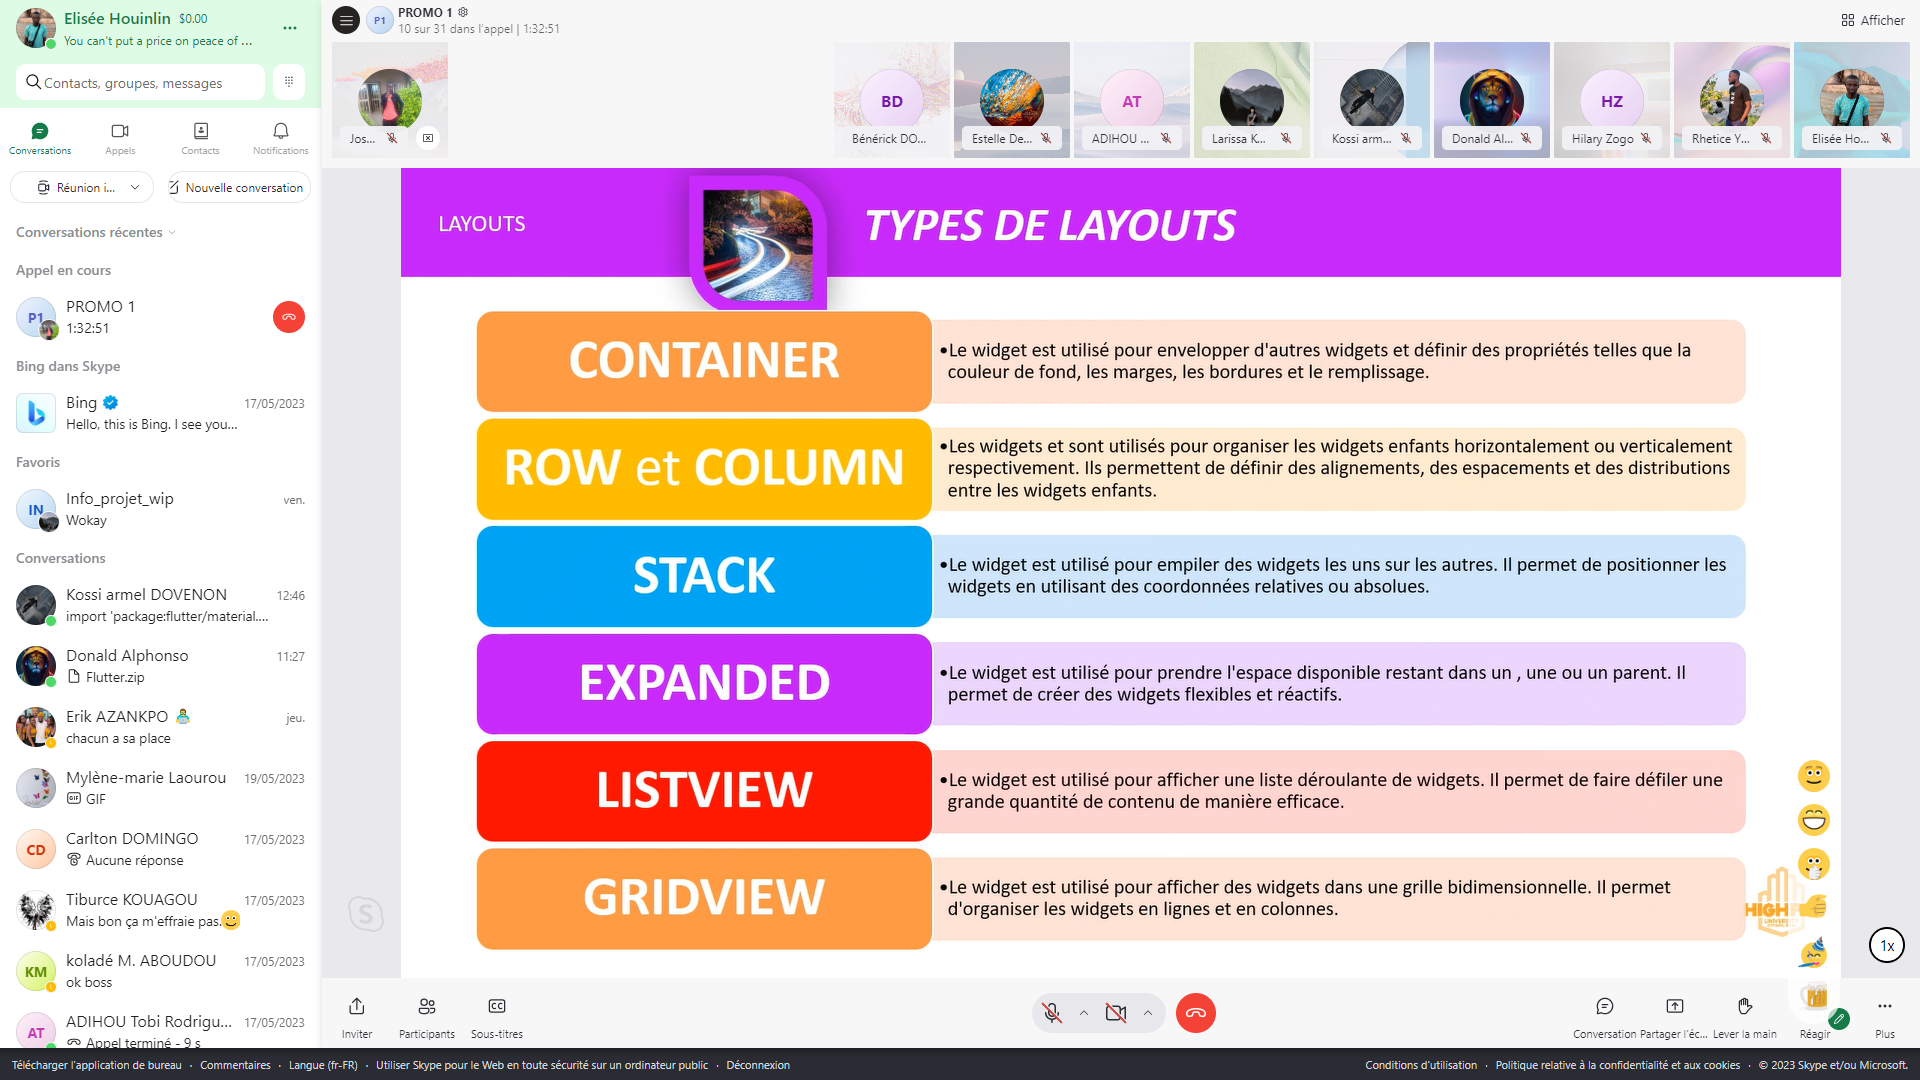 Elisée Houinlin $0.00
You can't put a price on peace of ...
Contacts, groupes, messages
Conversations
Appels
Contacts
Notifications
Réunion i...
Nouvelle conversation
Conversations récentes
Appel en cours
P1
PROMO 1
1:32:51
Bing dans Skype
Bing
17/05/2023
Hello, this is Bing. I see you...
Favoris
IN
Info_projet_wip
ven.
Wokay
Conversations
Kossi armel DOVENON
12:46
import 'package:flutter/material....
Donald Alphonso
11:27
Flutter.zip
Erik AZANKPO
jeu.
chacun a sa place
Mylène-marie Laourou
19/05/2023
GIF
CD
Carlton DOMINGO
17/05/2023
Aucune réponse
Tiburce KOUAGOU
17/05/2023
Mais bon ça m'effraie pas.
KM
koladé M. ABOUDOU
17/05/2023
ok boss
AT
ADIHOU Tobi Rodrigu...
17/05/2023
Appel terminé - 9 s
P1
PROMO 1
10 sur 31 dans l'appel | 1:32:51
Afficher
Jos...
BD
Bénérick DO...
Estelle De...
AT
ADIHOU ...
Larissa K...
Kossi arm...
Donald Al...
HZ
Hilary Zogo
Rhetice Y...
Elisée Ho...
LAYOUTS
TYPES DE LAYOUTS
CONTAINER
•Le widget est utilisé pour envelopper d'autres widgets et définir des propriétés telles que la
couleur de fond, les marges, les bordures et le remplissage.
ROW et COLUMN
•Les widgets et sont utilisés pour organiser les widgets enfants horizontalement ou verticalement
respectivement. Ils permettent de définir des alignements, des espacements et des distributions
entre les widgets enfants.
STACK
•Le widget est utilisé pour empiler des widgets les uns sur les autres. Il permet de positionner les
widgets en utilisant des coordonnées relatives ou absolues.
EXPANDED
•Le widget est utilisé pour prendre l'espace disponible restant dans un , une ou un parent. Il
permet de créer des widgets flexibles et réactifs.
LISTVIEW
•Le widget est utilisé pour afficher une liste déroulante de widgets. Il permet de faire défiler une
grande quantité de contenu de manière efficace.
GRIDVIEW
•Le widget est utilisé pour afficher des widgets dans une grille bidimensionnelle. Il permet
d'organiser les widgets en lignes et en colonnes.
1x
Inviter
Participants
Sous-titres
Conversation
Partager l'éc...
Lever la main
Réagir
Plus
Télécharger l'application de bureau · Commentaires · Langue (fr-FR) · Utiliser Skype pour le Web en toute sécurité sur un ordinateur public · Déconnexion
Conditions d'utilisation · Politique relative à la confidentialité et aux cookies · © 2023 Skype et/ou Microsoft.